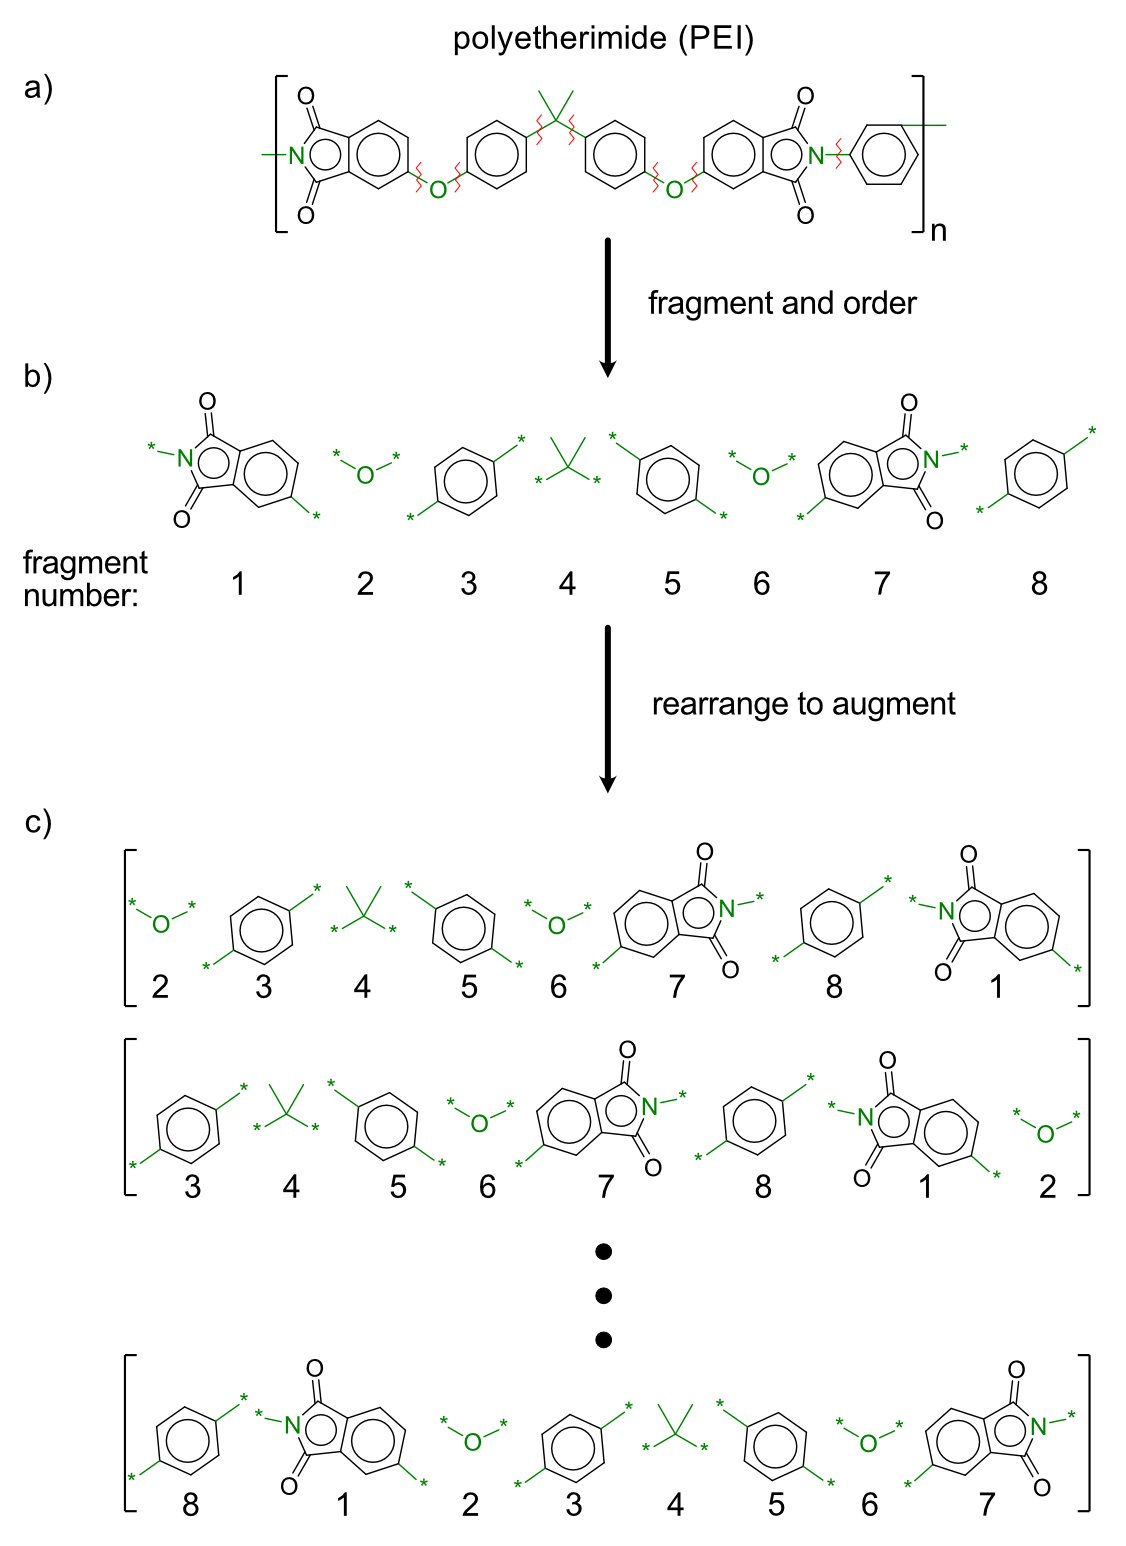 polyetherimide (PEI)
a)
O O
N O O N
O O
n
fragment and order
b)
O O
* N * * O * * * * * * * * O * * N * * *
O O
fragment
number:
1 2 3 4 5 6 7 8
rearrange to augment
c)
O O
* O * * * * * * * * O * * N * * * * N *
O O
2 3 4 5 6 7 8 1
O O
* * * * * * * O * * N * * * * N * * O *
O O
3 4 5 6 7 8 1 2
O O
* * * N * * O * * * * * * * * O * * N *
O O
8 1 2 3 4 5 6 7